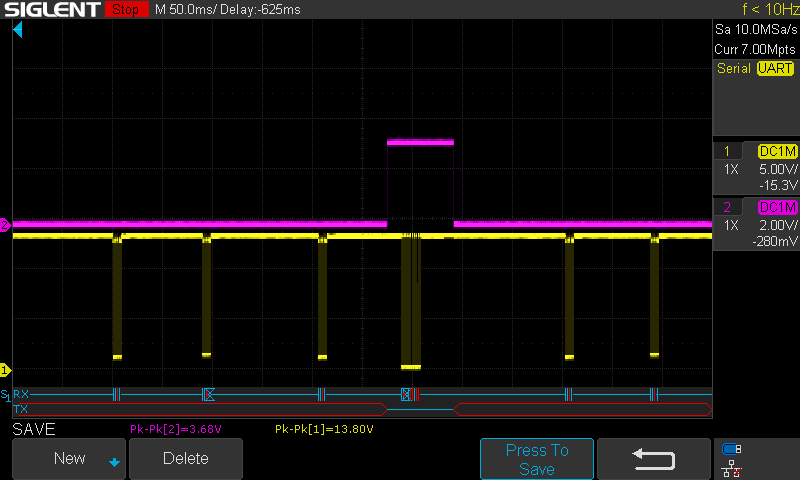 SIGLENT Stop M 50.0ms/ Delay:-625ms f < 10Hz
Sa 10.0MSa/s
Curr 7.00Mpts
Serial UART
1 DC1M
1X 5.00V/
-15.3V
2 DC1M
1X 2.00V/
-280mV
2
1
S1 RX
TX
SAVE Pk-Pk[2]=3.68V Pk-Pk[1]=13.80V
New Delete Press To
Save